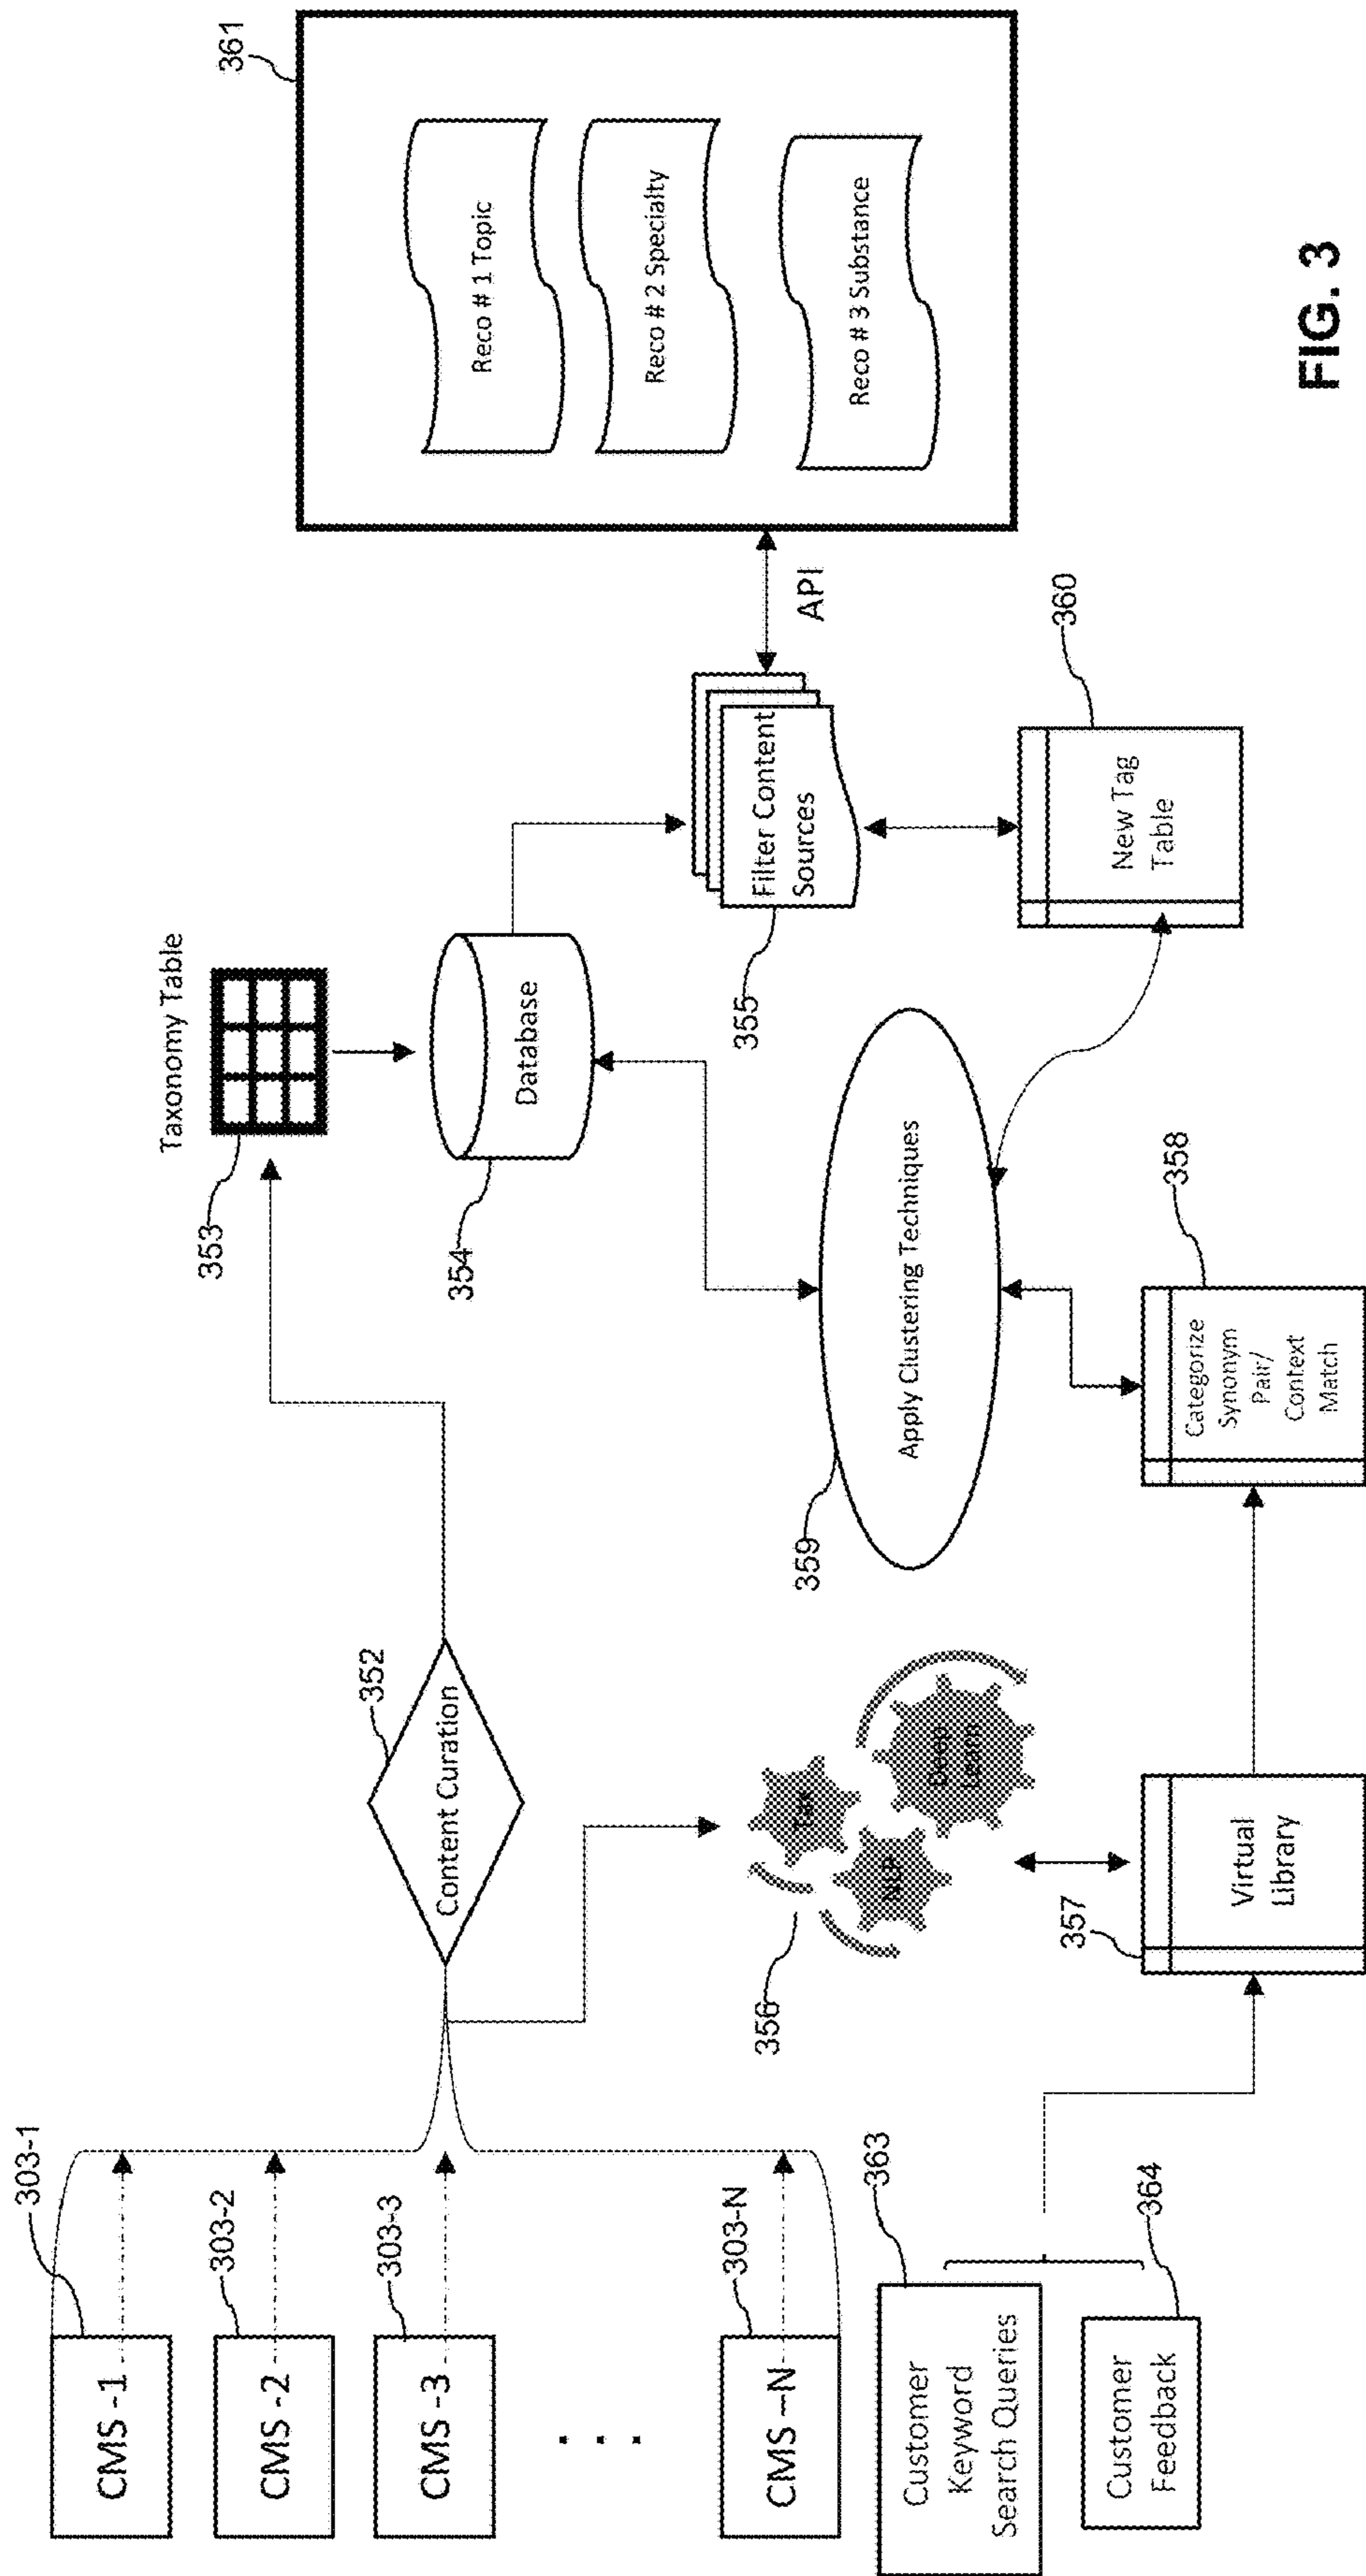 303-1
CMS -1
303-2
CMS -2
303-3
CMS -3
. . .
303-N
CMS –N
363
Customer
Keyword
Search Queries
364
Customer
Feedback
352
Content Curation
356
Tax
NLP
Deep
Learn
357
Virtual
Library
Taxonomy Table
353
354
Database
359
Apply Clustering Techniques
358
Categorize
Synonym
Pair/
Context
Match
355
Filter Content
Sources
API
360
New Tag
Table
361
Reco # 1 Topic
Reco # 2 Specialty
Reco # 3 Substance
FIG. 3